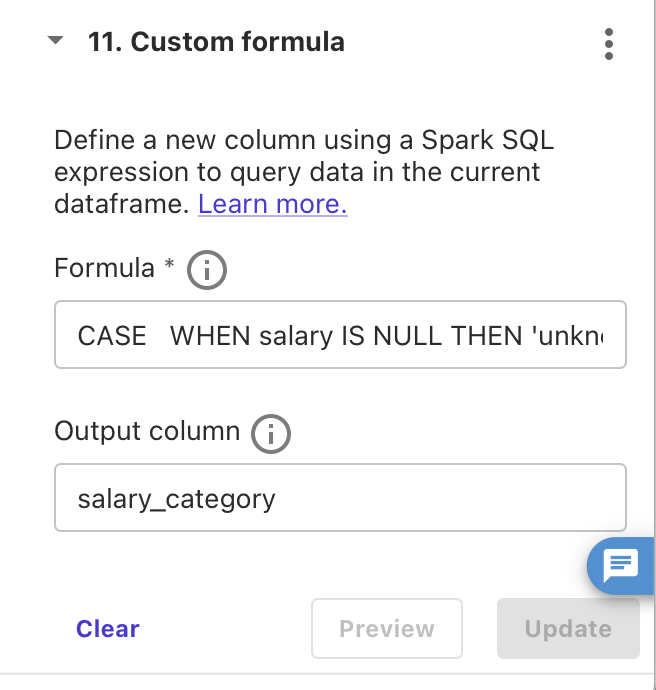 11. Custom formula
Define a new column using a Spark SQL
expression to query data in the current
dataframe. Learn more.
Formula *
CASE   WHEN salary IS NULL THEN 'unkn
Output column
salary_category
Clear
Preview
Update